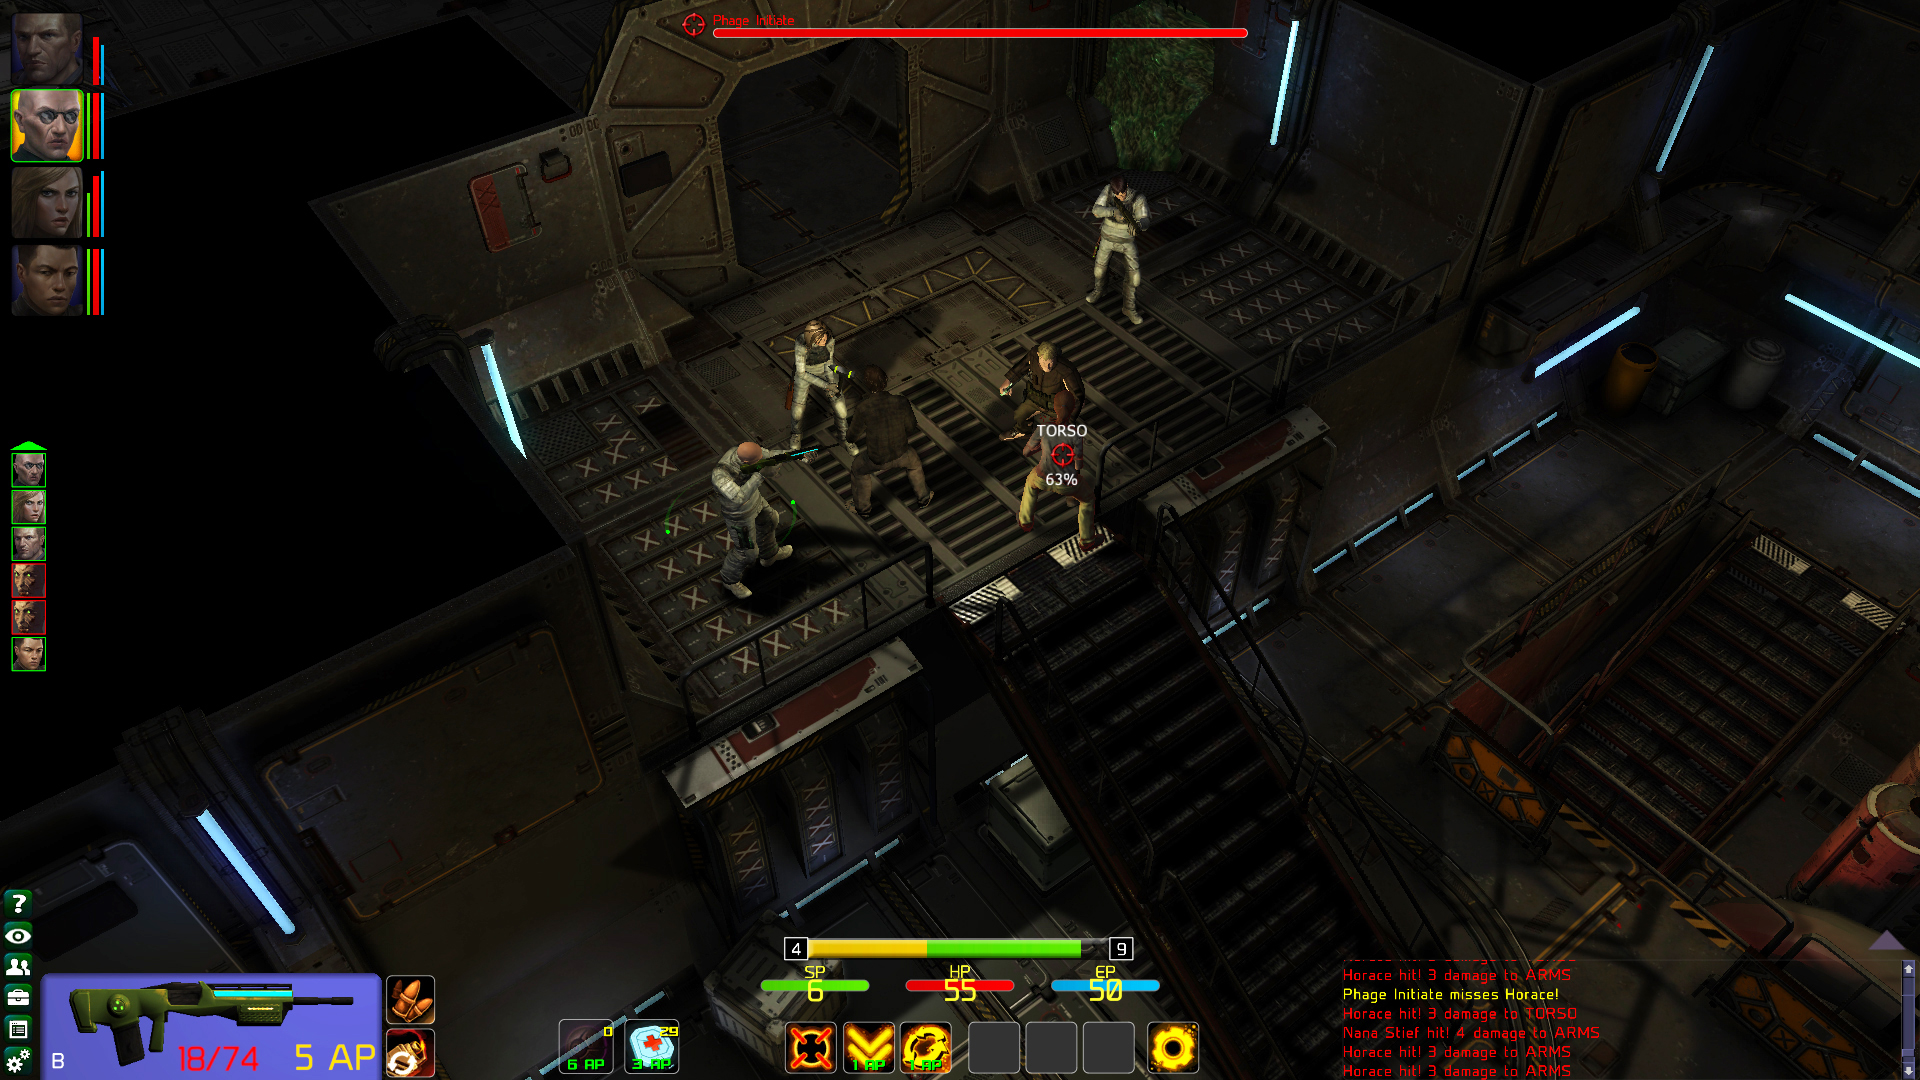 Phage Initiate
TORSO
63%
4
9
SP
6
HP
55
EP
50
?
B
18/74
5 AP
0
6 AP
29
3 AP
1 AP
1 AP
Horace hit! 3 damage to ARMS
Phage Initiate misses Horace!
Horace hit! 3 damage to TORSO
Nana Stief hit! 4 damage to ARMS
Horace hit! 3 damage to ARMS
Horace hit! 3 damage to ARMS